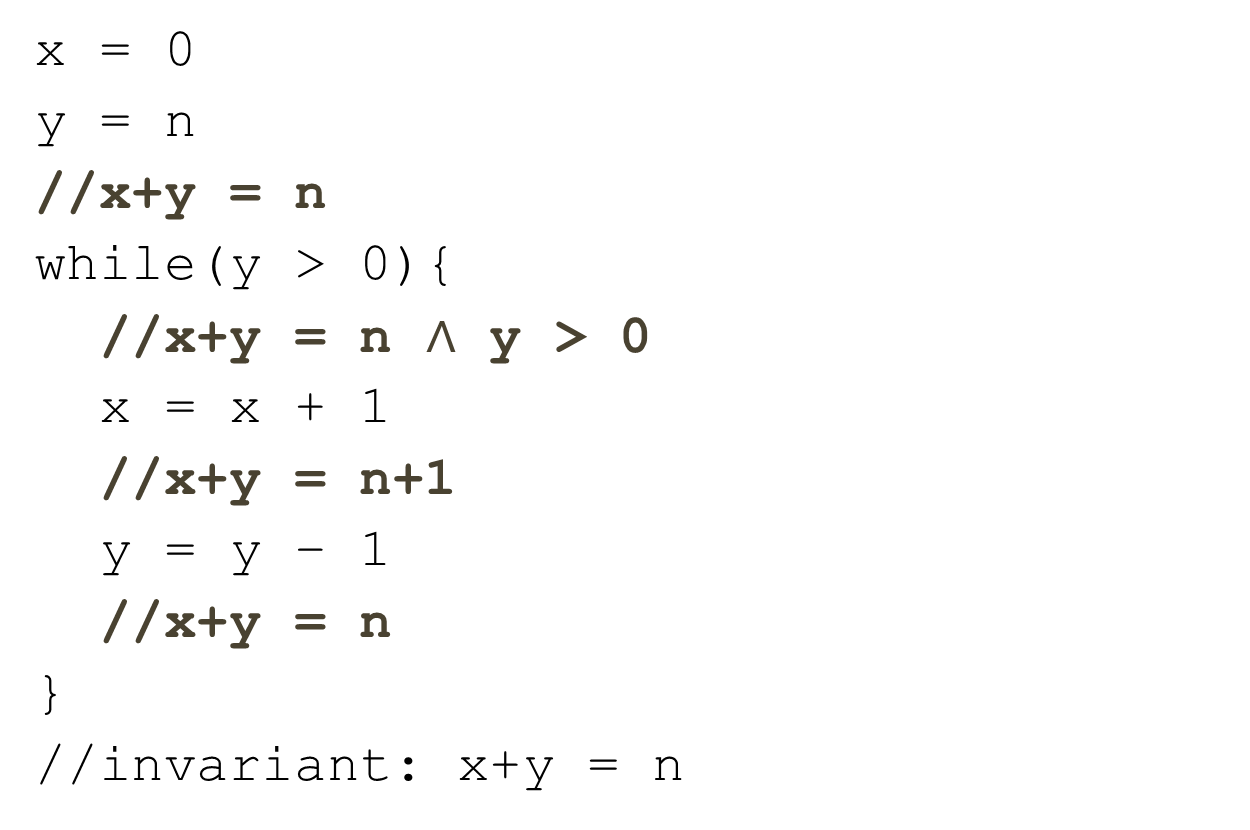 x = 0
y = n
//x+y = n
while(y > 0){
//x+y = n ∧ y > 0
x = x + 1
//x+y = n+1
y = y - 1
//x+y = n
}
//invariant: x+y = n